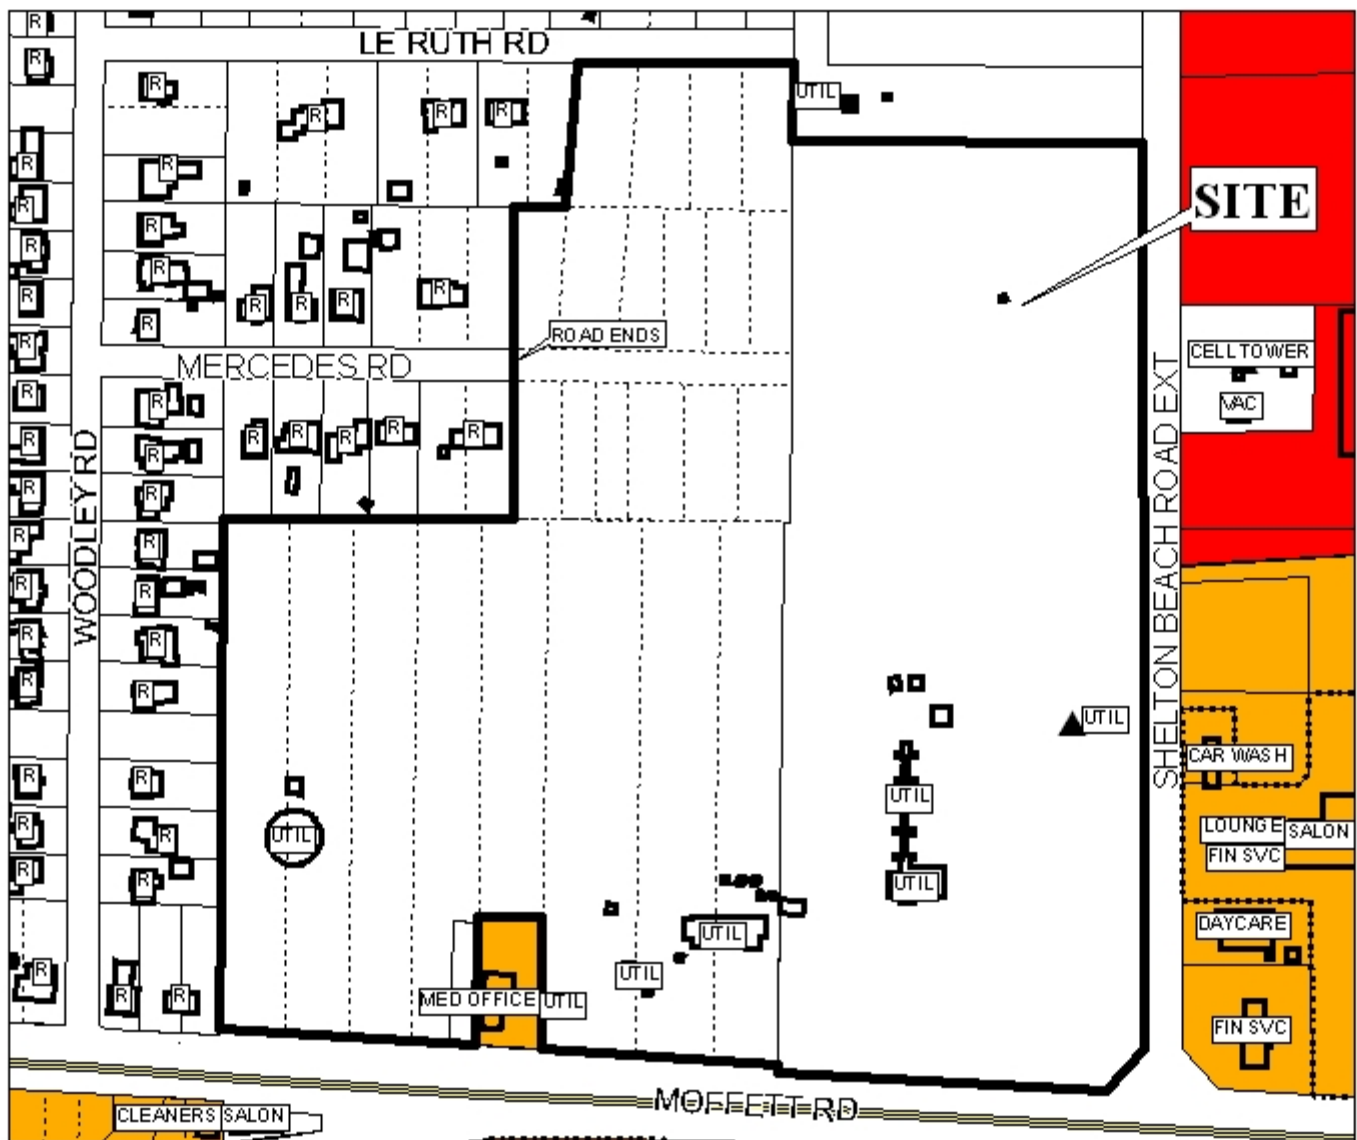 R
LE RUTH RD
R
R
R
R
R
UTIL
R
R
SITE
R
R
R
R
R
R
R
R
R
R
R
ROAD ENDS
CELL TOWER
R
MERCEDES RD
VAC
R
R
R
R
R
R
R
R
R
R
R
R
WOODLEY RD
SHELTON BEACH ROAD EXT
R
R
R
R
R
R
R
R
R
UTIL
R
R
CAR WASH
UTIL
R
R
UTIL
LOUNGE
SALON
FIN SVC
R
R
UTIL
DAYCARE
UTIL
R
UTIL
R
R
MED OFFICE
UTIL
FIN SVC
MOFFETT RD
CLEANERS
SALON